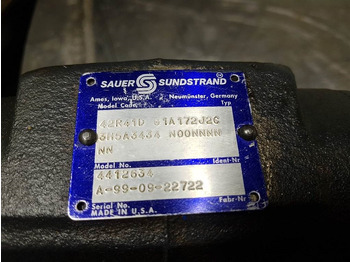 SAUER SUNDSTRAND
Ames, Iowa, U.S.A. Neumünster, Germany
Model Code Typ
42R41D 1A172J2C
3N5A3434 N00NNNN
NN
Model No. Ident-Nr
4412634
A-99-09-22722
Serial No. Fabr-Nr
MADE IN U.S.A.